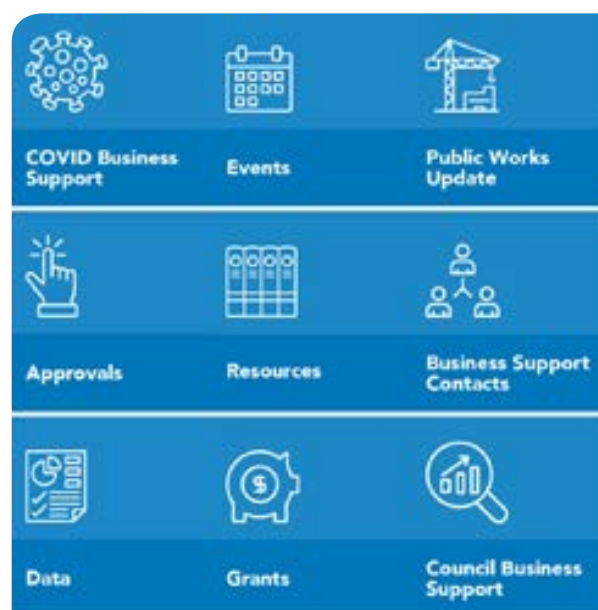 COVID Business
Support
Events
Public Works
Update
Approvals
Resources
Business Support
Contacts
Data
Grants
$
Council Business
Support